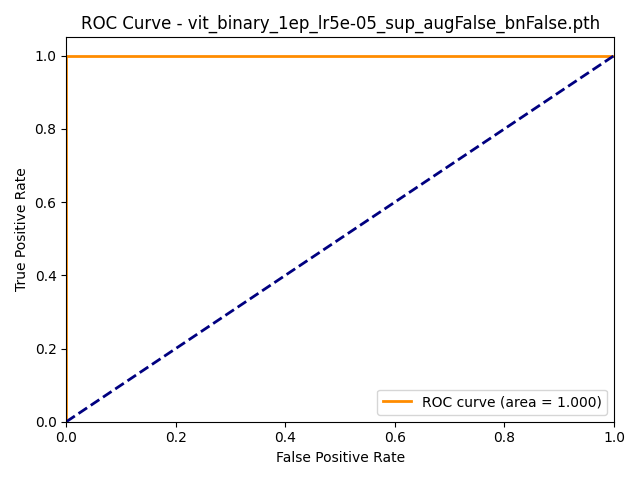 ROC Curve - vit_binary_1ep_lr5e-05_sup_augFalse_bnFalse.pth
1.0
0.8
0.6
0.4
0.2
0.0
True Positive Rate
ROC curve (area = 1.000)
0.0 0.2 0.4 0.6 0.8 1.0
False Positive Rate